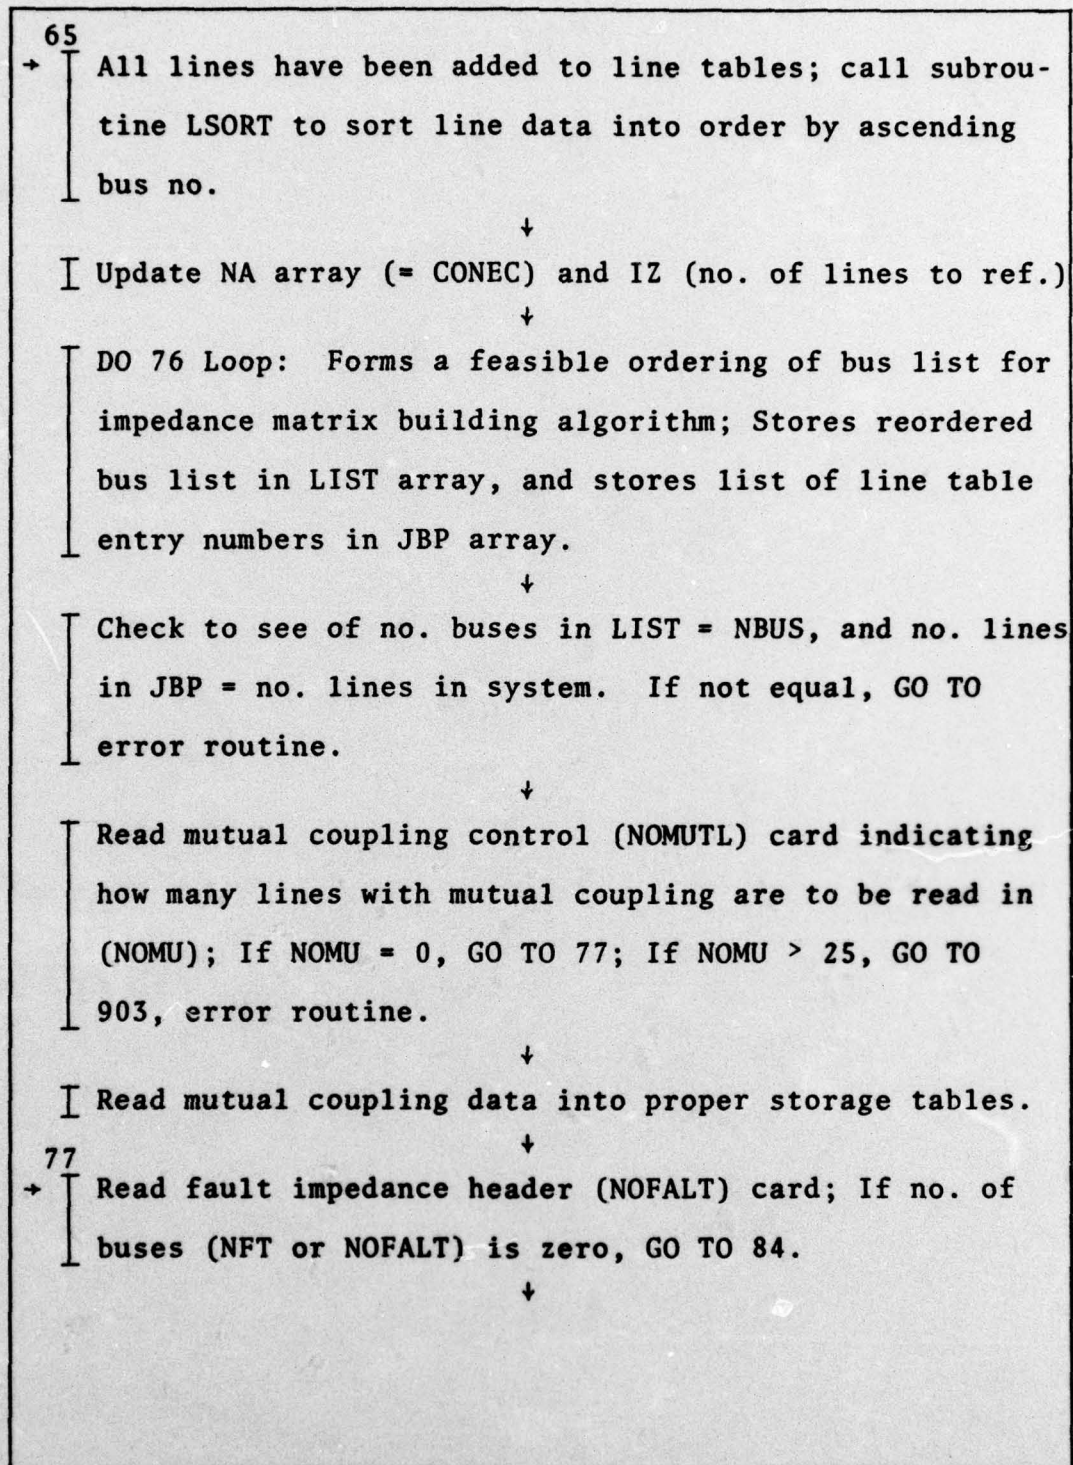 65
→ All lines have been added to line tables; call subrou-
tine LSORT to sort line data into order by ascending
bus no.
↓
Update NA array (= CONEC) and IZ (no. of lines to ref.)
↓
DO 76 Loop: Forms a feasible ordering of bus list for
impedance matrix building algorithm; Stores reordered
bus list in LIST array, and stores list of line table
entry numbers in JBP array.
↓
Check to see of no. buses in LIST = NBUS, and no. lines
in JBP = no. lines in system. If not equal, GO TO
error routine.
↓
Read mutual coupling control (NOMUTL) card indicating
how many lines with mutual coupling are to be read in
(NOMU); If NOMU = 0, GO TO 77; If NOMU > 25, GO TO
903, error routine.
↓
Read mutual coupling data into proper storage tables.
↓
77
→ Read fault impedance header (NOFALT) card; If no. of
buses (NFT or NOFALT) is zero, GO TO 84.
↓